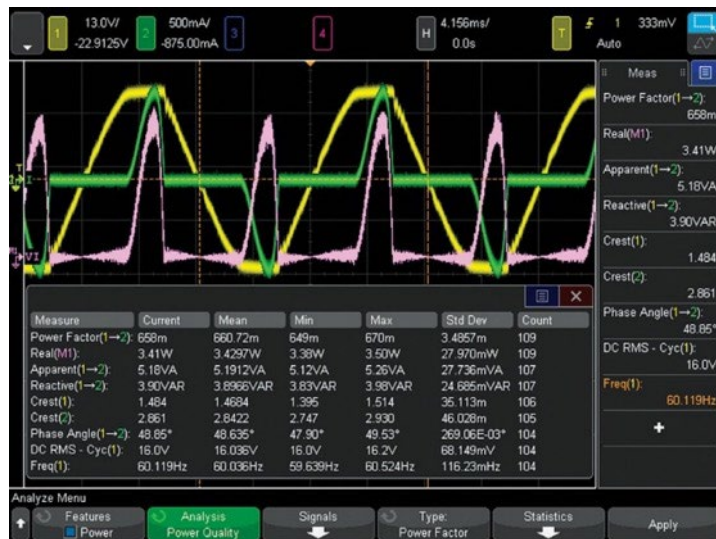 1 13.0V/ -22.9125V 2 500mA/ -875.00mA 3 4 H 4.156ms/ 0.0s T 1 333mV Auto
Meas
Power Factor(1→2):
658m
Real(M1):
3.41W
Apparent(1→2):
5.18VA
Reactive(1→2):
3.90VAR
Crest(1):
1.484
Crest(2):
2.861
Phase Angle(1→2):
48.85°
DC RMS - Cyc(1):
16.0V
Freq(1):
60.119Hz
Measure Current Mean Min Max Std Dev Count
Power Factor(1→2): 658m 660.72m 649m 670m 3.4857m 109
Real(M1): 3.41W 3.4297W 3.38W 3.50W 27.970mW 109
Apparent(1→2): 5.18VA 5.1912VA 5.12VA 5.26VA 27.736mVA 107
Reactive(1→2): 3.90VAR 3.8966VAR 3.83VAR 3.98VAR 24.685mVAR 107
Crest(1): 1.484 1.4684 1.395 1.514 35.113m 106
Crest(2): 2.861 2.8422 2.747 2.930 46.028m 105
Phase Angle(1→2): 48.85° 48.635° 47.90° 49.53° 269.06E-03° 104
DC RMS - Cyc(1): 16.0V 16.036V 16.0V 16.2V 68.149mV 104
Freq(1): 60.119Hz 60.036Hz 59.639Hz 60.524Hz 116.23mHz 104
Analyze Menu
Features Analysis Signals Type: Statistics Apply
Power Power Quality Power Factor